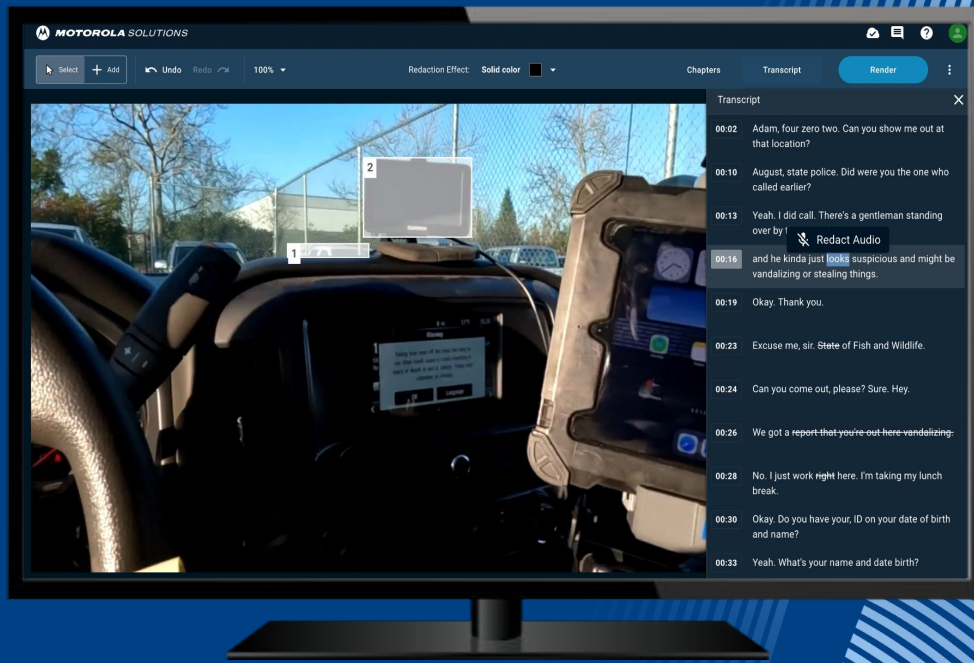 MOTOROLA SOLUTIONS
Select
Add
Undo
Redo
100%
Redaction Effect: Solid color
Chapters
Transcript
Render
Transcript
00:02 Adam, four zero two. Can you show me out at
that location?
00:10 August, state police. Did were you the one who
called earlier?
00:13 Yeah. I did call. There's a gentleman standing
over by
Redact Audio
00:16 and he kinda just looks suspicious and might be
vandalizing or stealing things.
00:19 Okay. Thank you.
00:23 Excuse me, sir. State of Fish and Wildlife.
00:24 Can you come out, please? Sure. Hey.
00:26 We got a report that you're out here vandalizing.
00:28 No. I just work right here. I'm taking my lunch
break.
00:30 Okay. Do you have your, ID on your date of birth
and name?
00:33 Yeah. What's your name and date birth?
2
1
Warning
OK
Language